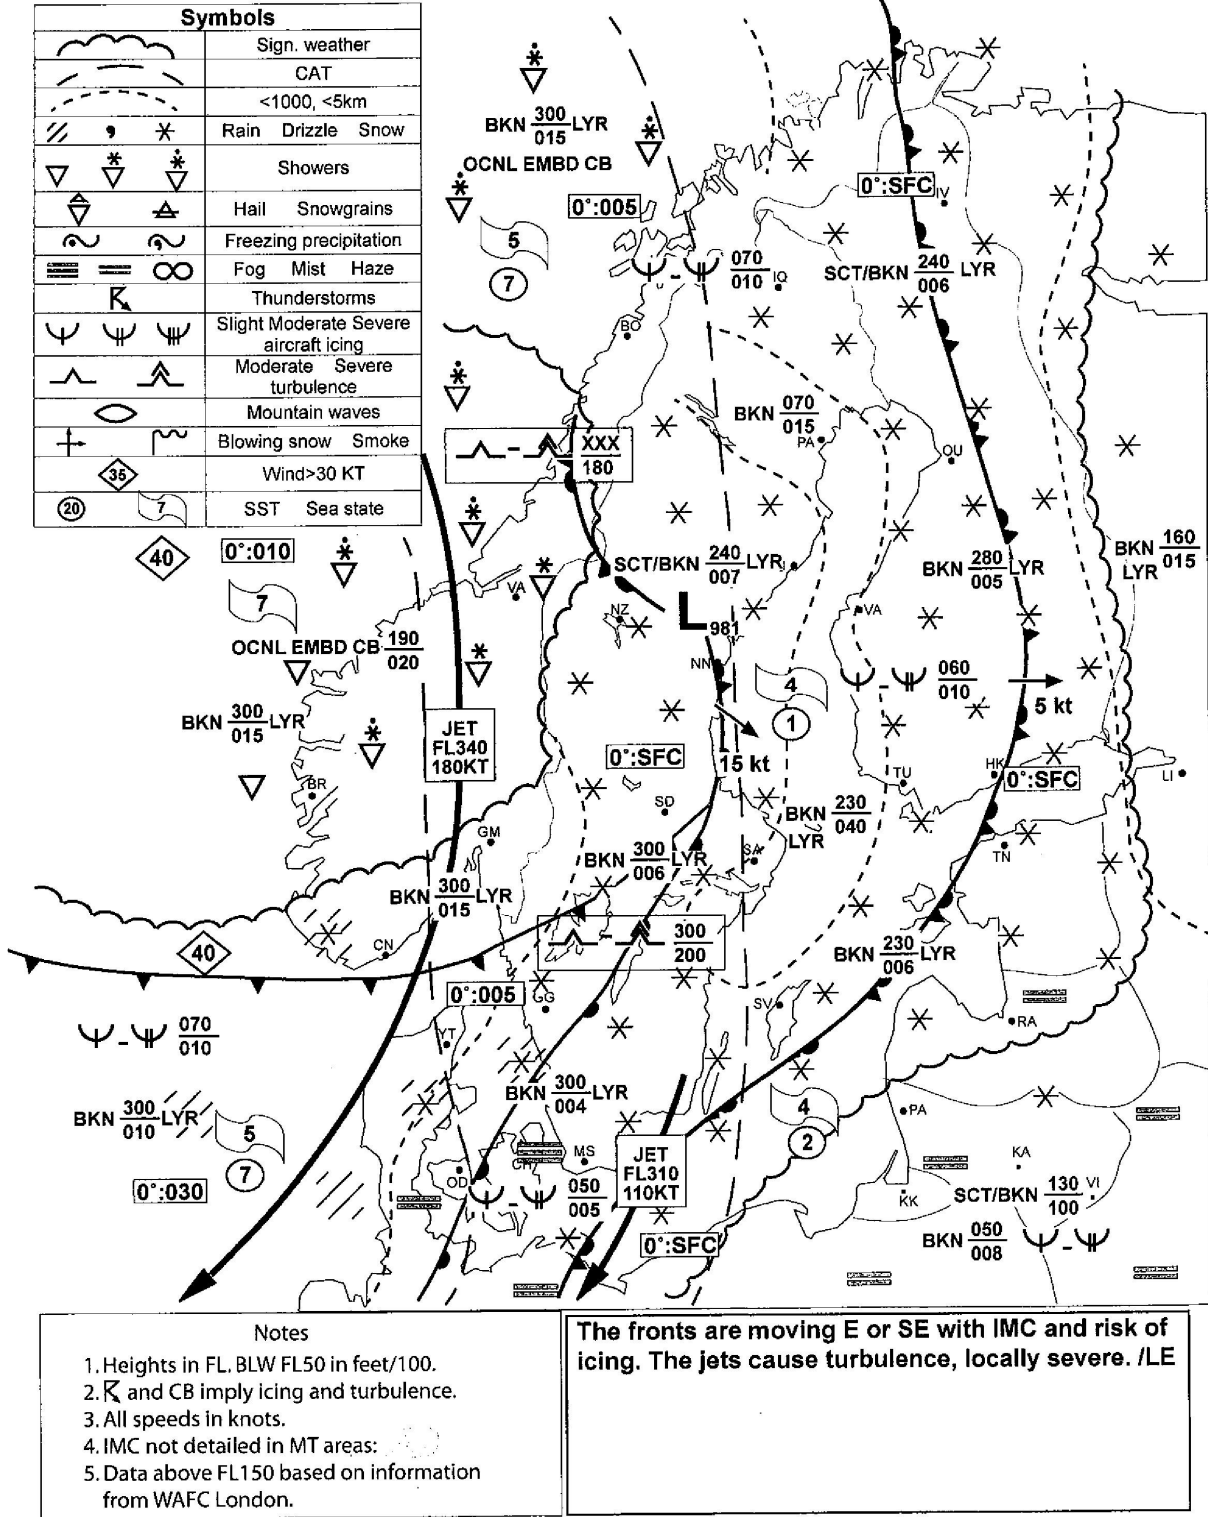 Symbols
Sign. weather
CAT
<1000, <5km
Rain Drizzle Snow
Showers
Hail Snowgrains
Freezing precipitation
Fog Mist Haze
Thunderstorms
Slight Moderate Severe
aircraft icing
Moderate Severe
turbulence
Mountain waves
Blowing snow Smoke
35 Wind>30 KT
20 7 SST Sea state
BKN 300 LYR
015
OCNL EMBD CB
0°:005
5
7
070
010
IQ
BO
0°:SFC
IV
SCT/BKN 240 LYR
006
BKN 070
015
PA
OU
XXX
180
40
0°:010
7
VA
SCT/BKN 240 LYR
007
NZ
L 981
BKN 280 LYR
005
BKN 160
LYR 015
VA
OCNL EMBD CB 190
020
NN
4
1
060
010
5 kt
BKN 300 LYR
015
JET
FL340
180KT
0°:SFC
15 kt
TU
HK
0°:SFC
LI
BR
SD
BKN 230
LYR 040
GM
BKN 300 LYR
006
SA
TN
BKN 300 LYR
015
40
CN
300
200
BKN 230 LYR
006
0°:005
GG
SV
RA
070
010
YT
BKN 300 LYR
010
5
7
BKN 300 LYR
004
4
2
PA
0°:030
OD
MS
JET
FL310
110KT
050
005
KA
KK
SCT/BKN 130
100
VI
BKN 050
008
0°:SFC
Notes
1. Heights in FL. BLW FL50 in feet/100.
2. and CB imply icing and turbulence.
3. All speeds in knots.
4. IMC not detailed in MT areas:
5. Data above FL150 based on information
from WAFC London.
The fronts are moving E or SE with IMC and risk of
icing. The jets cause turbulence, locally severe. /LE